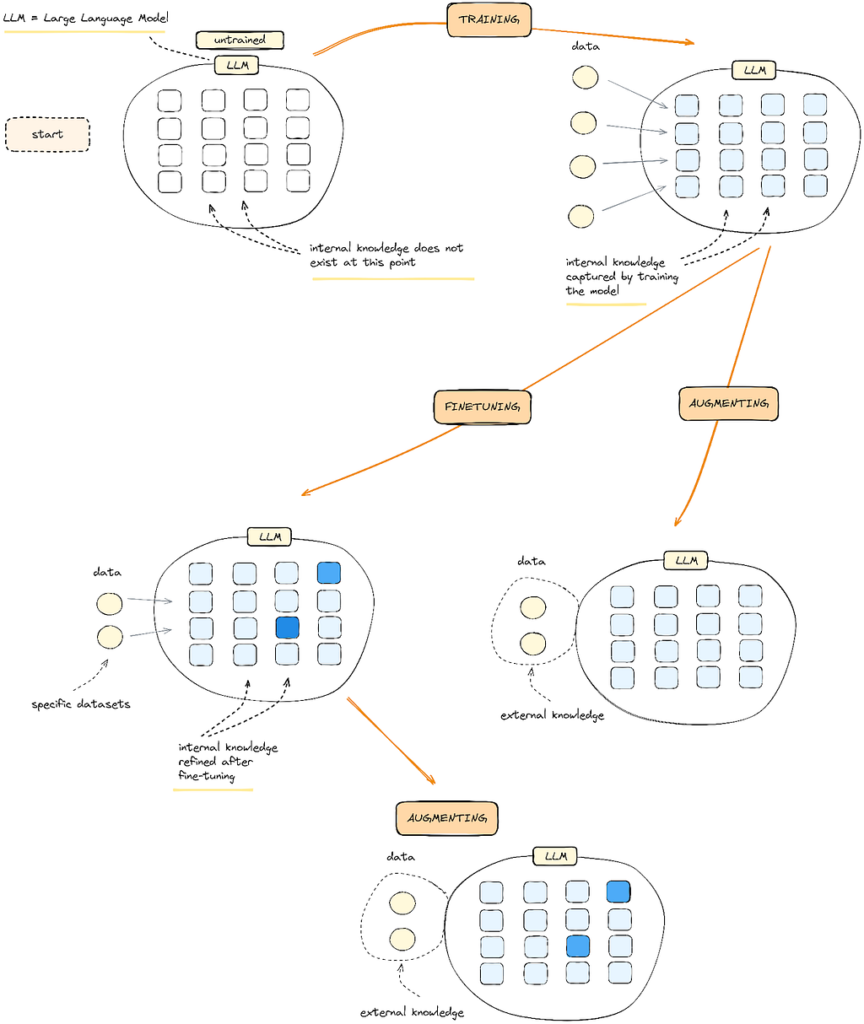 LLM = Large Language Model
untrained
LLM
start
internal knowledge does not
exist at this point
TRAINING
data
LLM
internal knowledge
captured by training
the model
FINETUNING
AUGMENTING
LLM
data
specific datasets
internal knowledge
refined after
fine-tuning
LLM
data
external knowledge
AUGMENTING
data
LLM
external knowledge